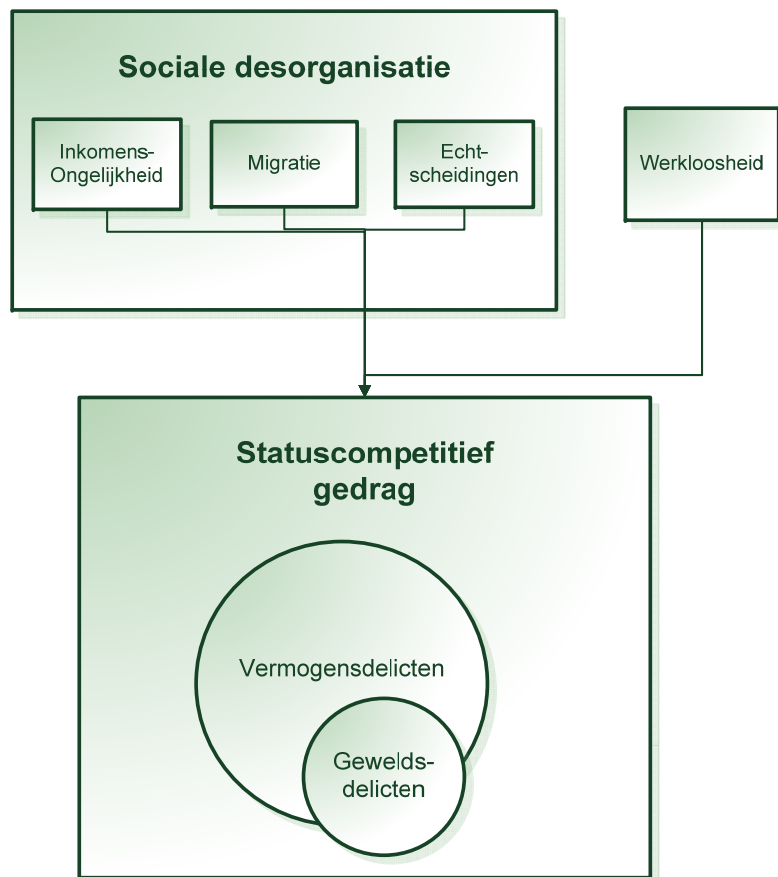 Sociale desorganisatie
Inkomens-
Ongelijkheid
Migratie
Echt-
scheidingen
Werkloosheid
Statuscompetitief
gedrag
Vermogensdelicten
Gewelds-
delicten